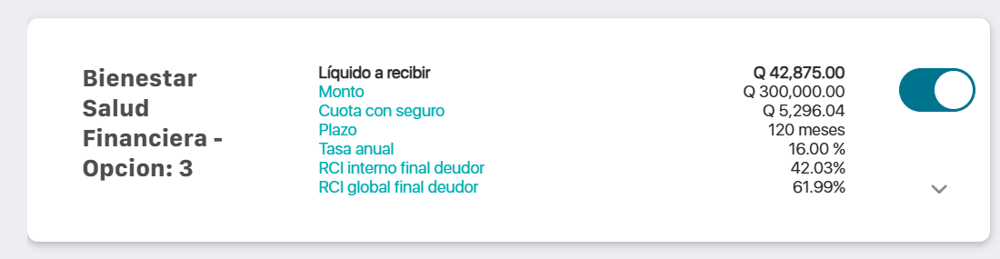 Bienestar
Salud
Financiera -
Opcion: 3
Líquido a recibir Q 42,875.00
Monto Q 300,000.00
Cuota con seguro Q 5,296.04
Plazo 120 meses
Tasa anual 16.00 %
RCI interno final deudor 42.03%
RCI global final deudor 61.99%